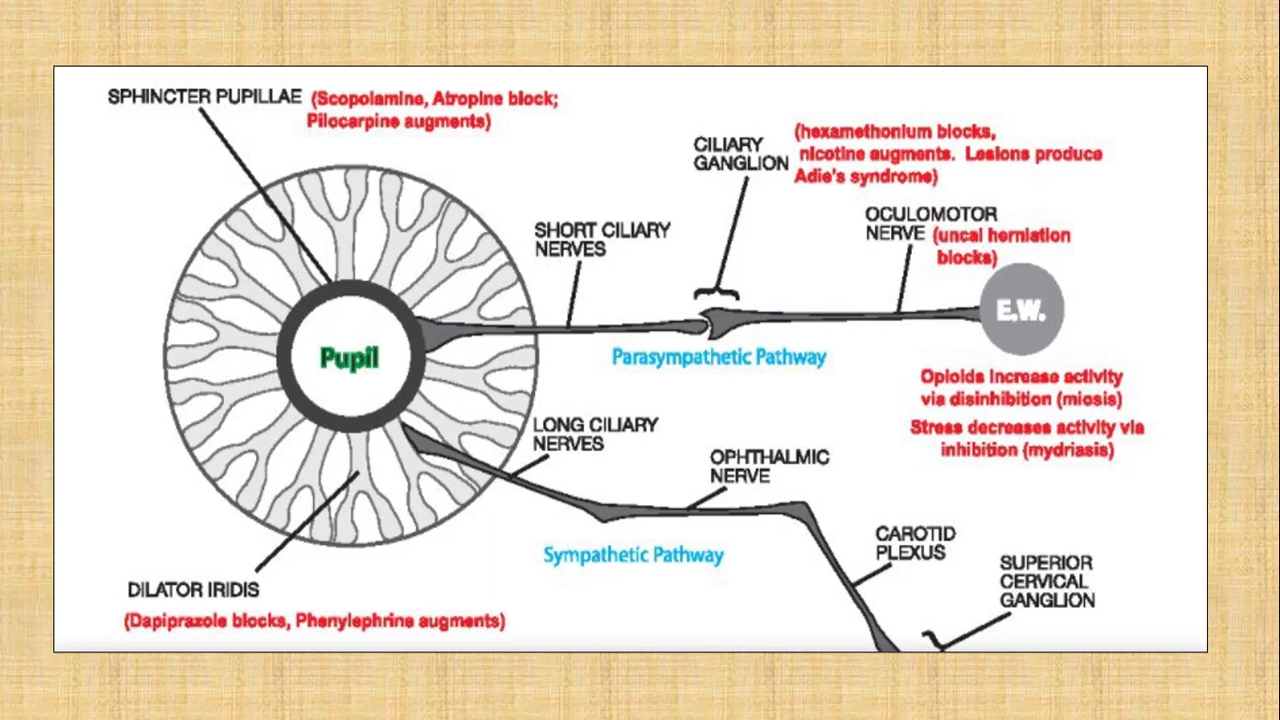 SPHINCTER PUPILLAE (Scopolamine, Atropine block;
Pilocarpine augments)
CILIARY
GANGLION
(hexamethonium blocks,
nicotine augments. Lesions produce
Adie's syndrome)
OCULOMOTOR
NERVE (uncal herniation
blocks)
SHORT CILIARY
NERVES
E.W.
Pupil
Parasympathetic Pathway
Opioids increase activity
via disinhibition (miosis)
Stress decreases activity via
inhibition (mydriasis)
LONG CILIARY
NERVES
OPHTHALMIC
NERVE
Sympathetic Pathway
CAROTID
PLEXUS
SUPERIOR
CERVICAL
GANGLION
DILATOR IRIDIS
(Dapiprazole blocks, Phenylephrine augments)